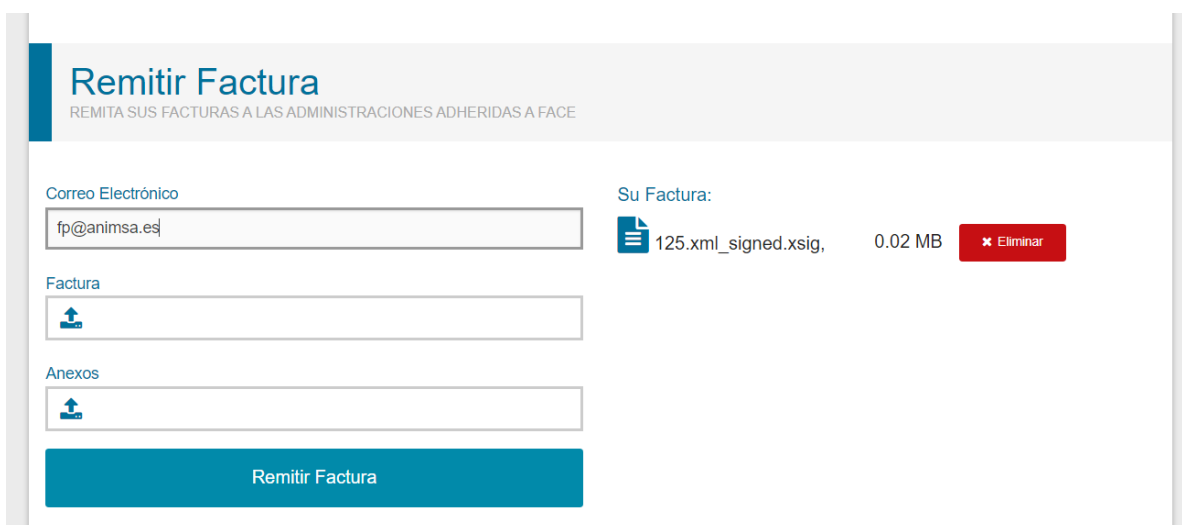 Remitir Factura
REMITA SUS FACTURAS A LAS ADMINISTRACIONES ADHERIDAS A FACE
Correo Electrónico
fp@animsa.es
Factura
Anexos
Remitir Factura
Su Factura:
125.xml_signed.xsig, 0.02 MB Eliminar